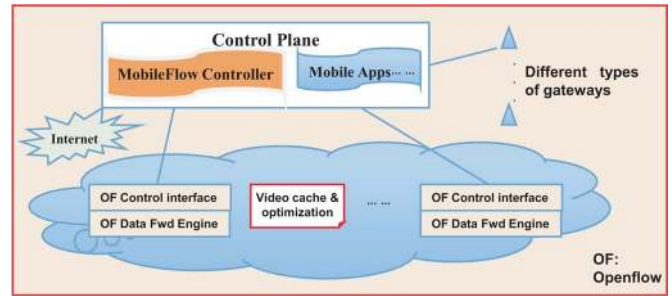 Control Plane
MobileFlow Controller
Mobile Apps··· ···
Different types
of gateways
Internet
OF Control interface
OF Data Fwd Engine
Video cache &
optimization
... ...
OF Control interface
OF Data Fwd Engine
OF:
Openflow